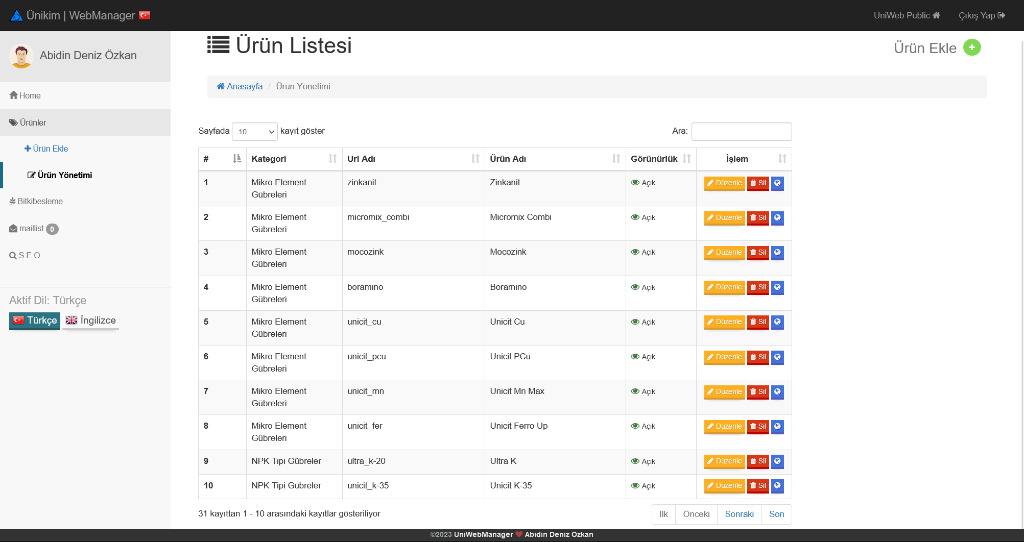 Ünikim | WebManager
UniWeb Public
Çıkış Yap
Abidin Deniz Özkan
Home
Ürünler
Ürün Ekle
Ürün Yönetimi
Bitkibesleme
maillist 0
S.E.O
Aktif Dil: Türkçe
Türkçe İngilizce
Ürün Listesi
Ürün Ekle
Anasayfa / Ürün Yönetimi
Sayfada 10 kayıt göster
Ara:
# Kategori Url Adı Ürün Adı Görünürlük İşlem
1 Mikro Element Gübreleri zinkanil Zinkanil Açık Düzenle Sil
2 Mikro Element Gübreleri micromix_combi Micromix Combi Açık Düzenle Sil
3 Mikro Element Gübreleri mocozink Mocozink Açık Düzenle Sil
4 Mikro Element Gübreleri boramino Boramino Açık Düzenle Sil
5 Mikro Element Gübreleri unicit_cu Unicit Cu Açık Düzenle Sil
6 Mikro Element Gübreleri unicil_pcu Unicil PCu Açık Düzenle Sil
7 Mikro Element Gübreleri unicit_mn Unicit Mn Max Açık Düzenle Sil
8 Mikro Element Gübreleri unicit_fer Unicit Ferro Up Açık Düzenle Sil
9 NPK Tipi Gübreler ultra_k-20 Ultra K Açık Düzenle Sil
10 NPK Tipi Gübreler unicil_k-35 Unicil K-35 Açık Düzenle Sil
31 kayıttan 1 - 10 arasındaki kayıtlar gösteriliyor
İlk Önceki Sonraki Son
©2023 UniWebManager Abidin Deniz Özkan